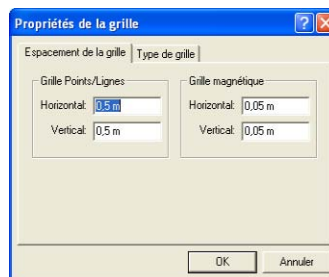 Propriétés de la grille
Espacement de la grille Type de grille
Grille Points/Lignes Grille magnétique
Horizontal: 0,5 m Horizontal: 0,05 m
Vertical: 0,5 m Vertical: 0,05 m
OK Annuler